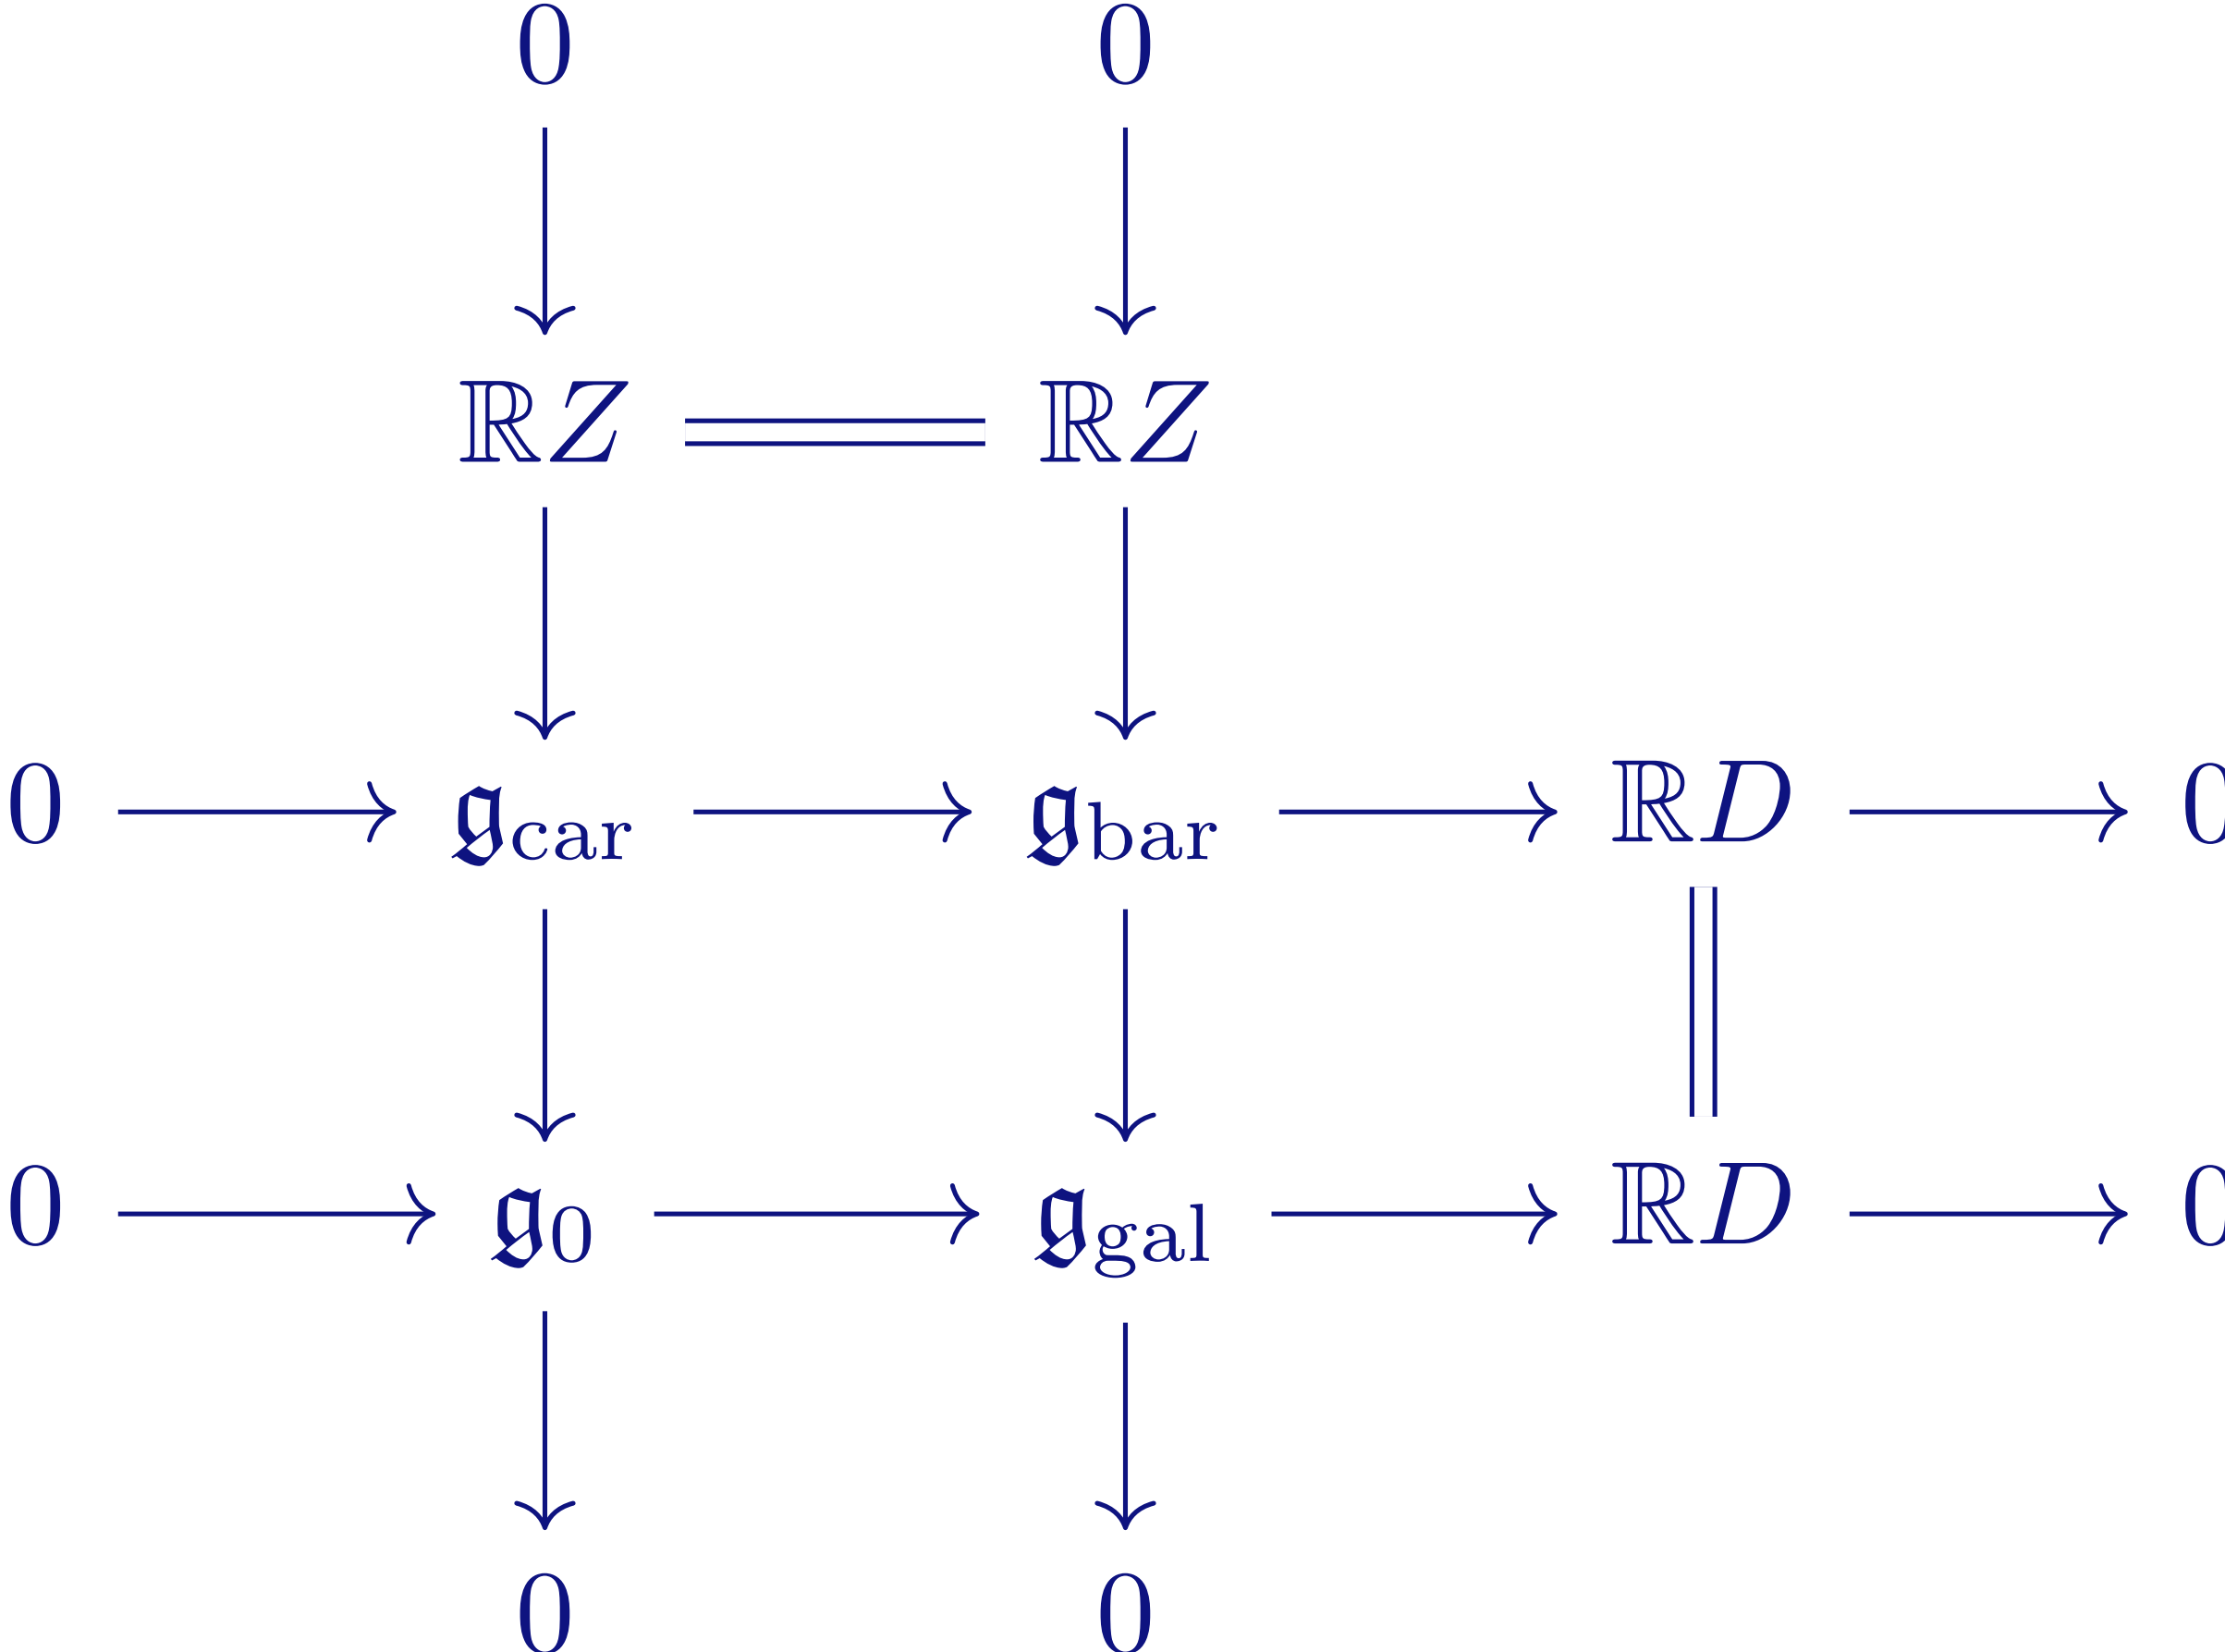 0 0
ℝZ ℝZ
0 𝔤car 𝔤bar ℝD 0
0 𝔤0 𝔤gal ℝD 0
0 0